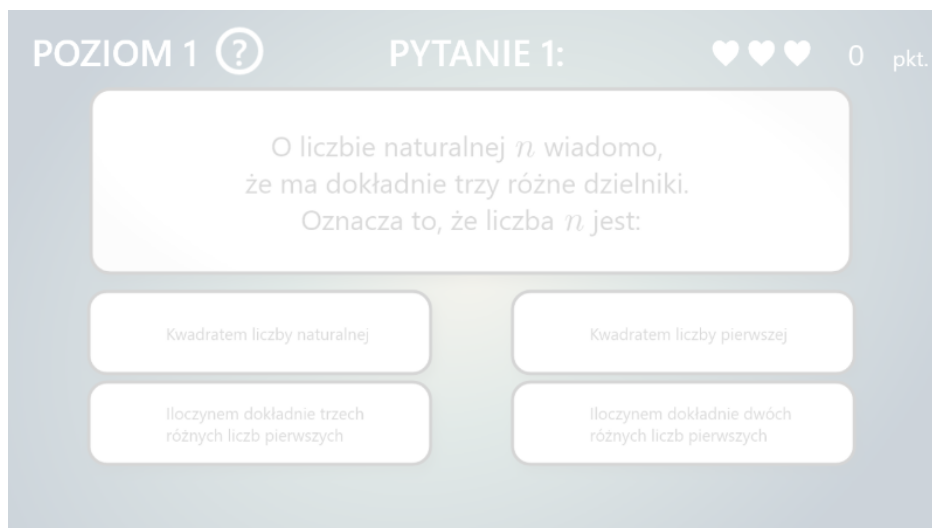 POZIOM 1 ? PYTANIE 1: 0 pkt.
O liczbie naturalnej n wiadomo,
że ma dokładnie trzy różne dzielniki.
Oznacza to, że liczba n jest:
Kwadratem liczby naturalnej
Kwadratem liczby pierwszej
Iloczynem dokładnie trzech
różnych liczb pierwszych
Iloczynem dokładnie dwóch
różnych liczb pierwszych